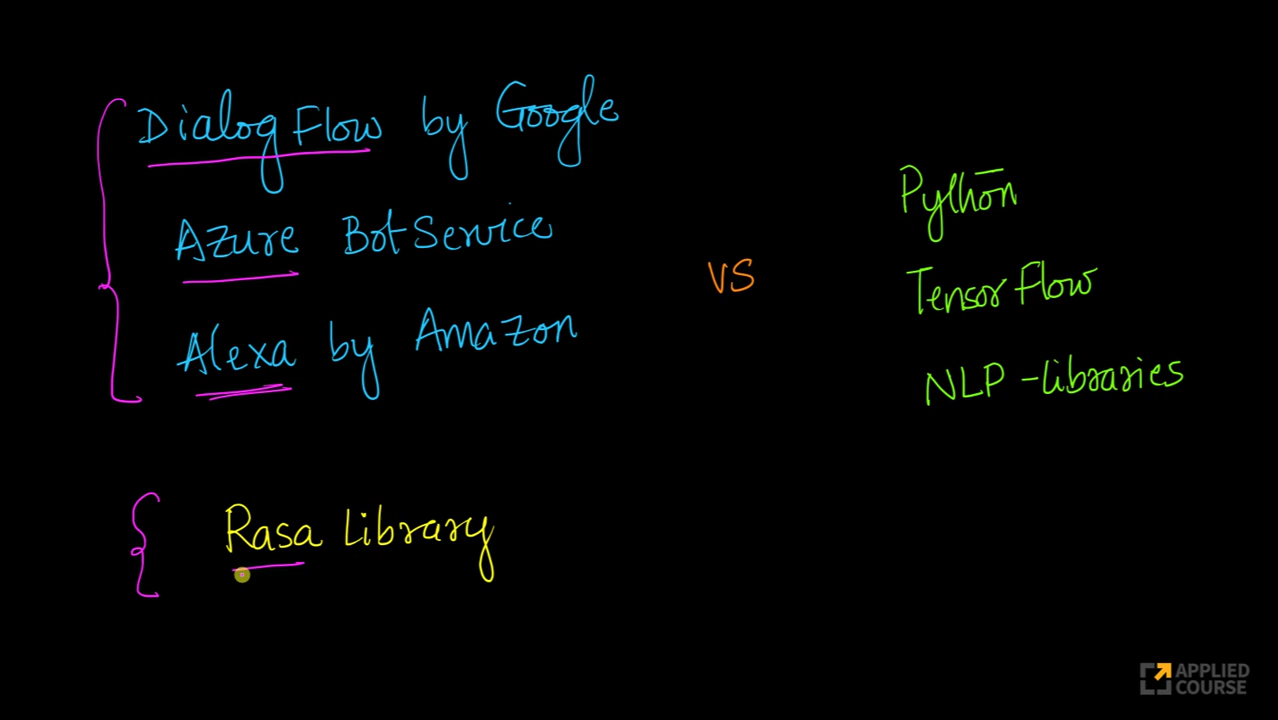 Dialog Flow by Google
Azure Bot Service
Alexa by Amazon
vs
Python
Tensor Flow
NLP - libraries
Rasa Library
APPLIED
COURSE